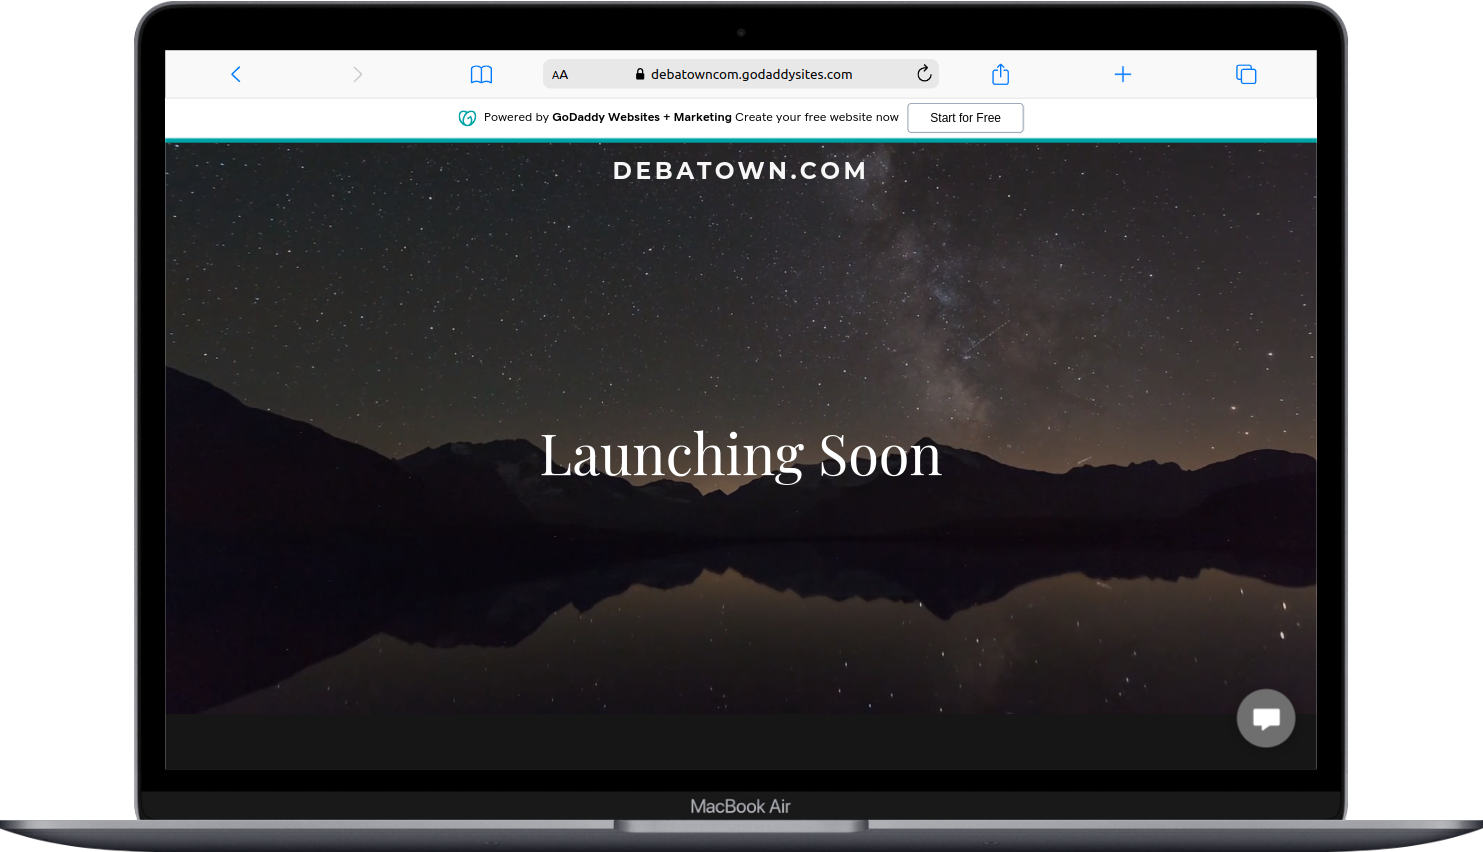 AA debatowncom.godaddysites.com
Powered by GoDaddy Websites + Marketing Create your free website now Start for Free
DEBATOWN.COM
Launching Soon
MacBook Air